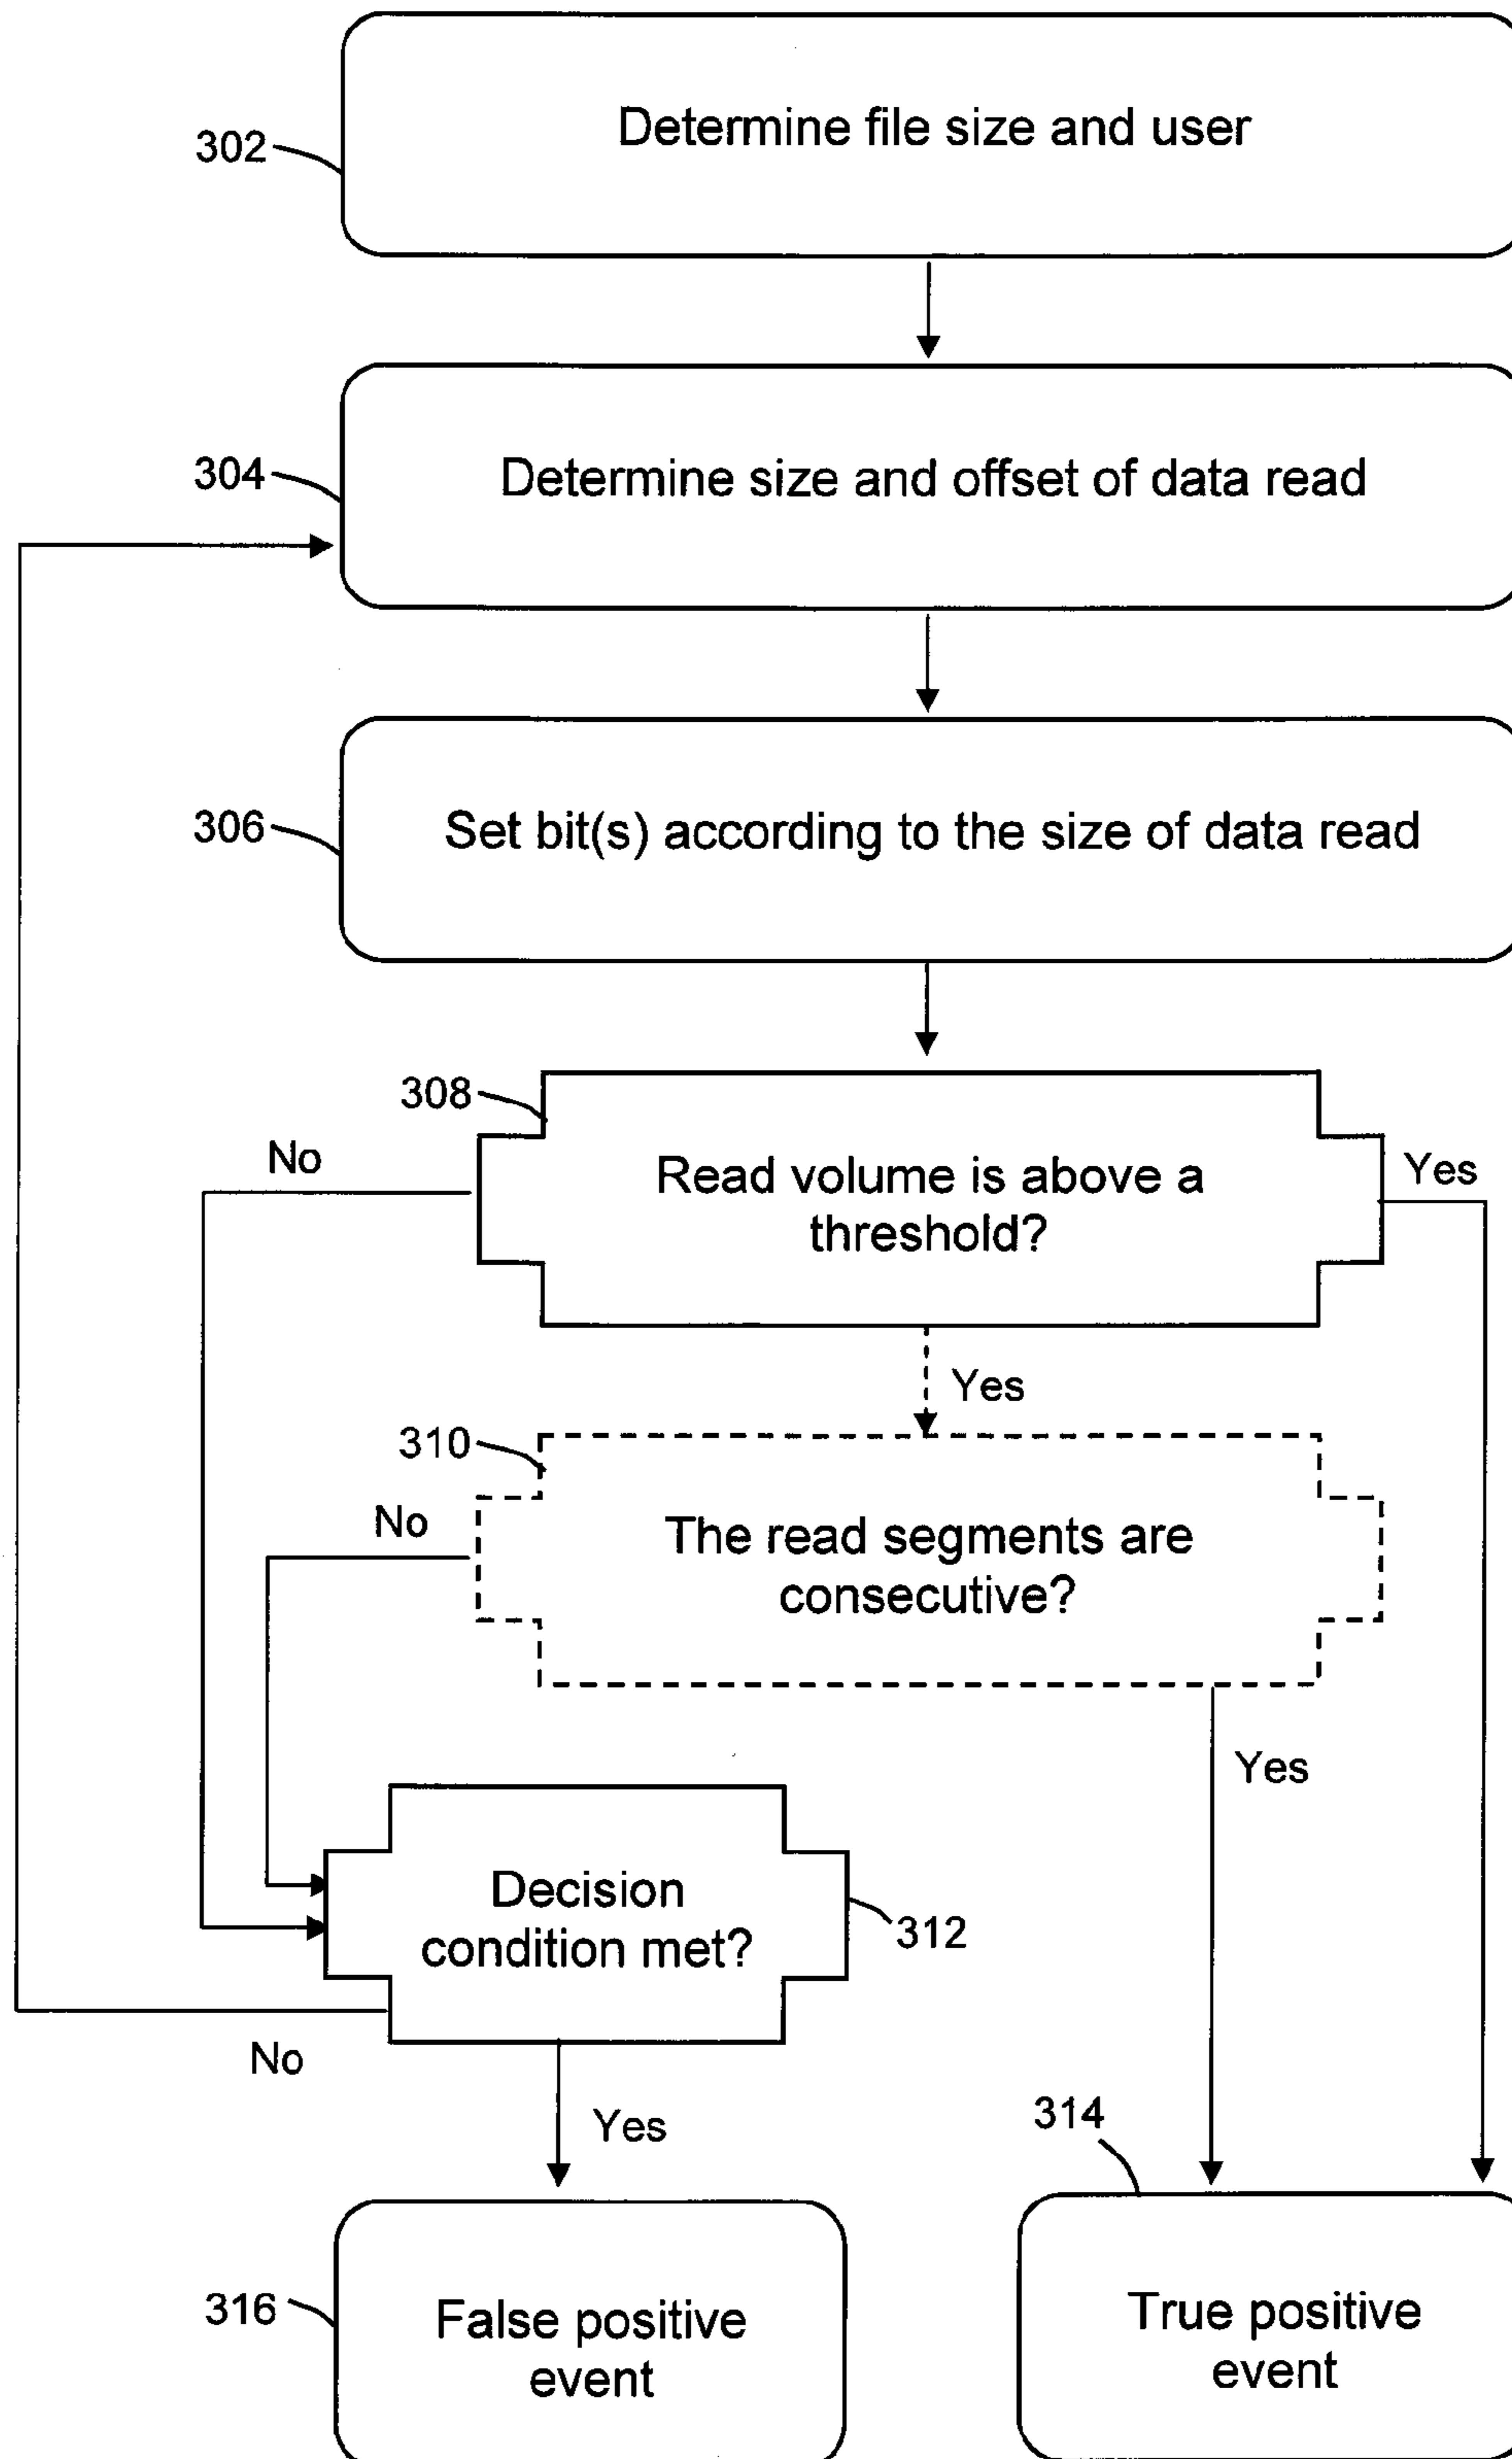 302
Determine file size and user
304
Determine size and offset of data read
306
Set bit(s) according to the size of data read
308
No
Read volume is above a
threshold?
Yes
Yes
310
No
The read segments are
consecutive?
Yes
Decision
condition met?
312
No
Yes
314
316
False positive
event
True positive
event